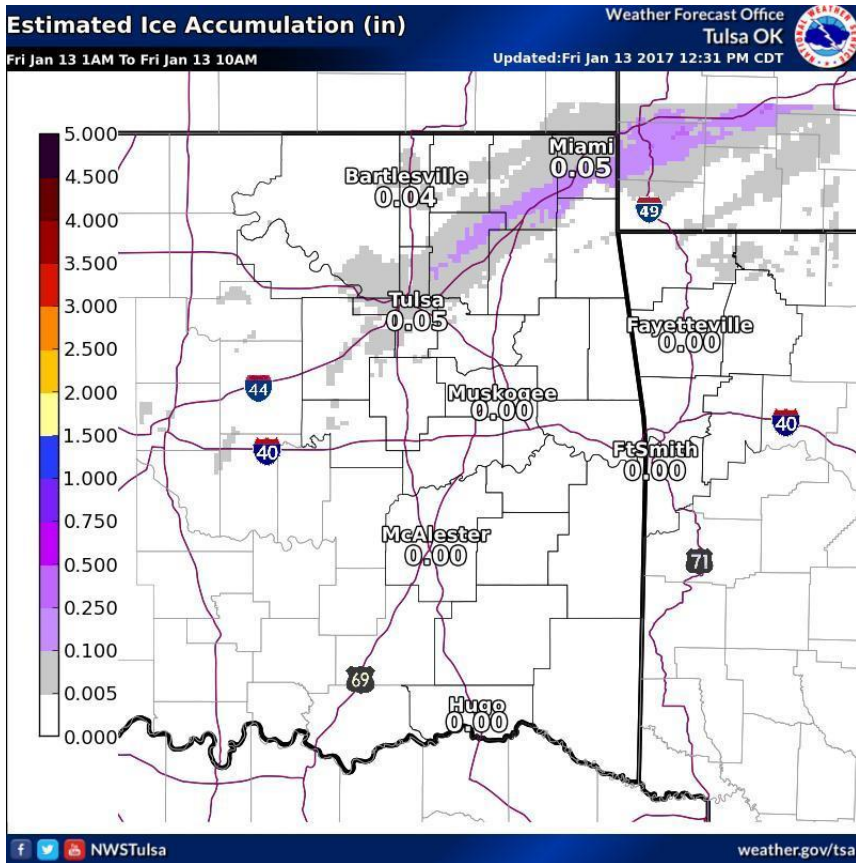 Estimated Ice Accumulation (in)
Weather Forecast Office
Tulsa OK
Fri Jan 13 1AM To Fri Jan 13 10AM
Updated:Fri Jan 13 2017 12:31 PM CDT
NATIONAL WEATHER SERVICE
5.000
4.500
4.000
3.500
3.000
2.500
2.000
1.500
1.000
0.750
0.500
0.250
0.100
0.005
0.000
Miami
0.05
Bartlesville
0.04
49
Tulsa
0.05
Fayetteville
0.00
44
Muskogee
0.00
40
40
FtSmith
0.00
McAlester
0.00
71
69
Hugo
0.00
NWSTulsa
weather.gov/tsa